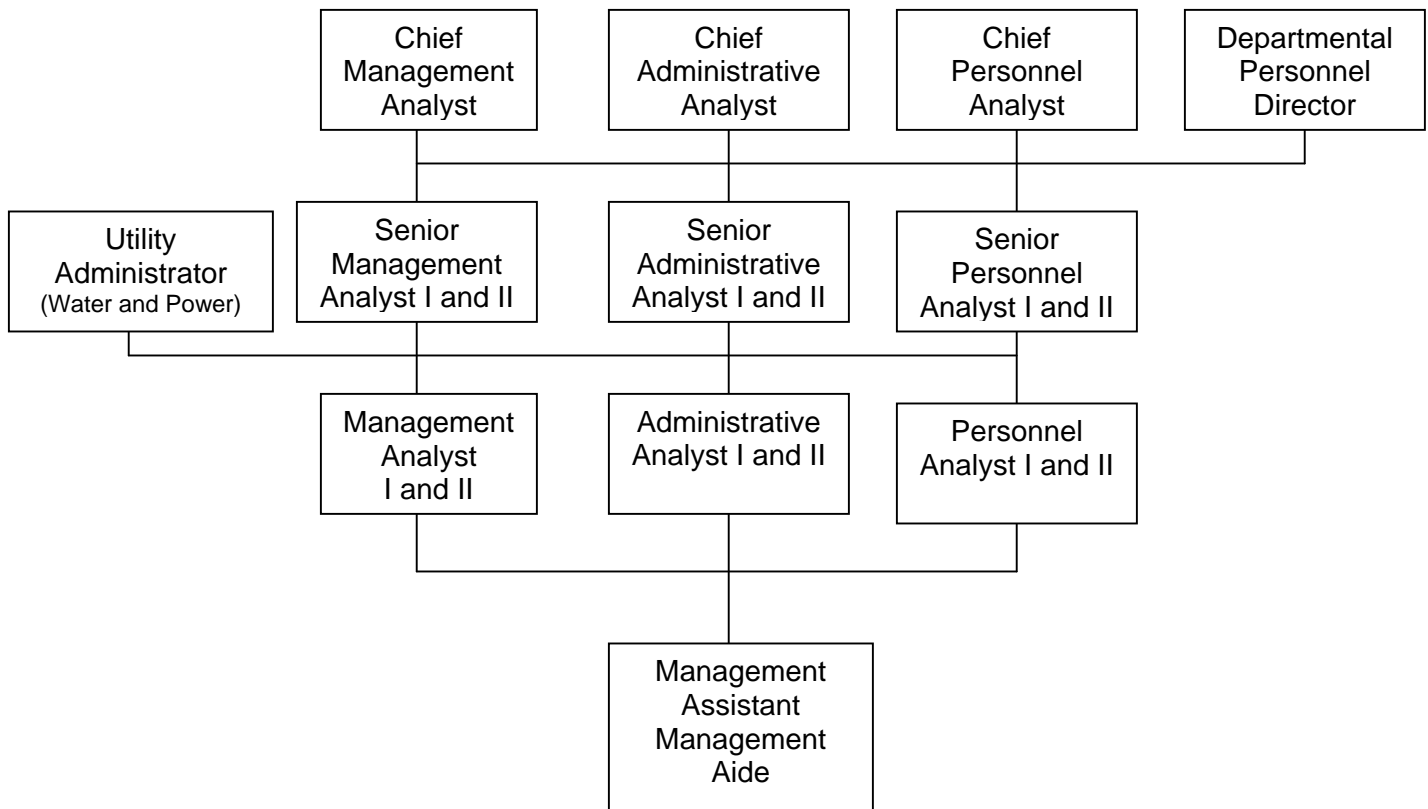 Chief
Management
Analyst
Chief
Administrative
Analyst
Chief
Personnel
Analyst
Departmental
Personnel
Director
Utility
Administrator
(Water and Power)
Senior
Management
Analyst I and II
Senior
Administrative
Analyst I and II
Senior
Personnel
Analyst I and II
Management
Analyst
I and II
Administrative
Analyst I and II
Personnel
Analyst I and II
Management
Assistant
Management
Aide